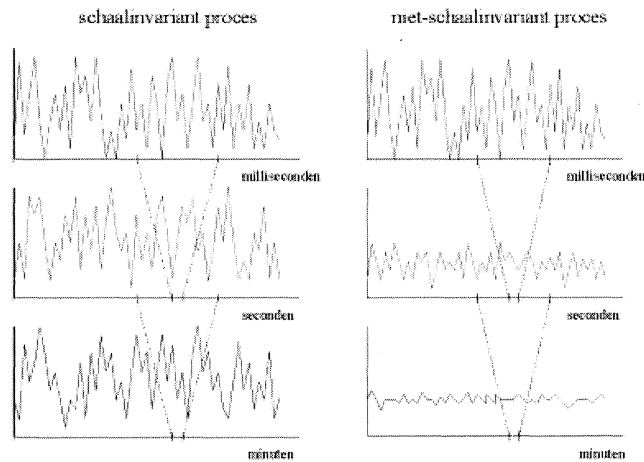 schaalinvariant proces
niet-schaalinvariant proces
milliseconden
milliseconden
seconden
seconden
minuten
minuten